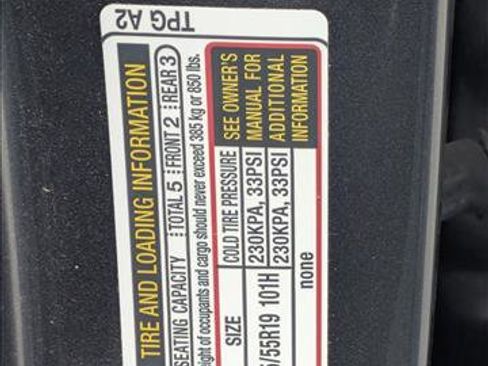 TPG A2
TIRE AND LOADING INFORMATION
SEATING CAPACITY TOTAL 5 FRONT 2 REAR 3
of occupants and cargo should never exceed 385 kg or 850 lbs.
SIZE COLD TIRE PRESSURE
/55R19 101H 230KPA, 33PSI
230KPA, 33PSI
none
SEE OWNER'S
MANUAL FOR
ADDITIONAL
INFORMATION